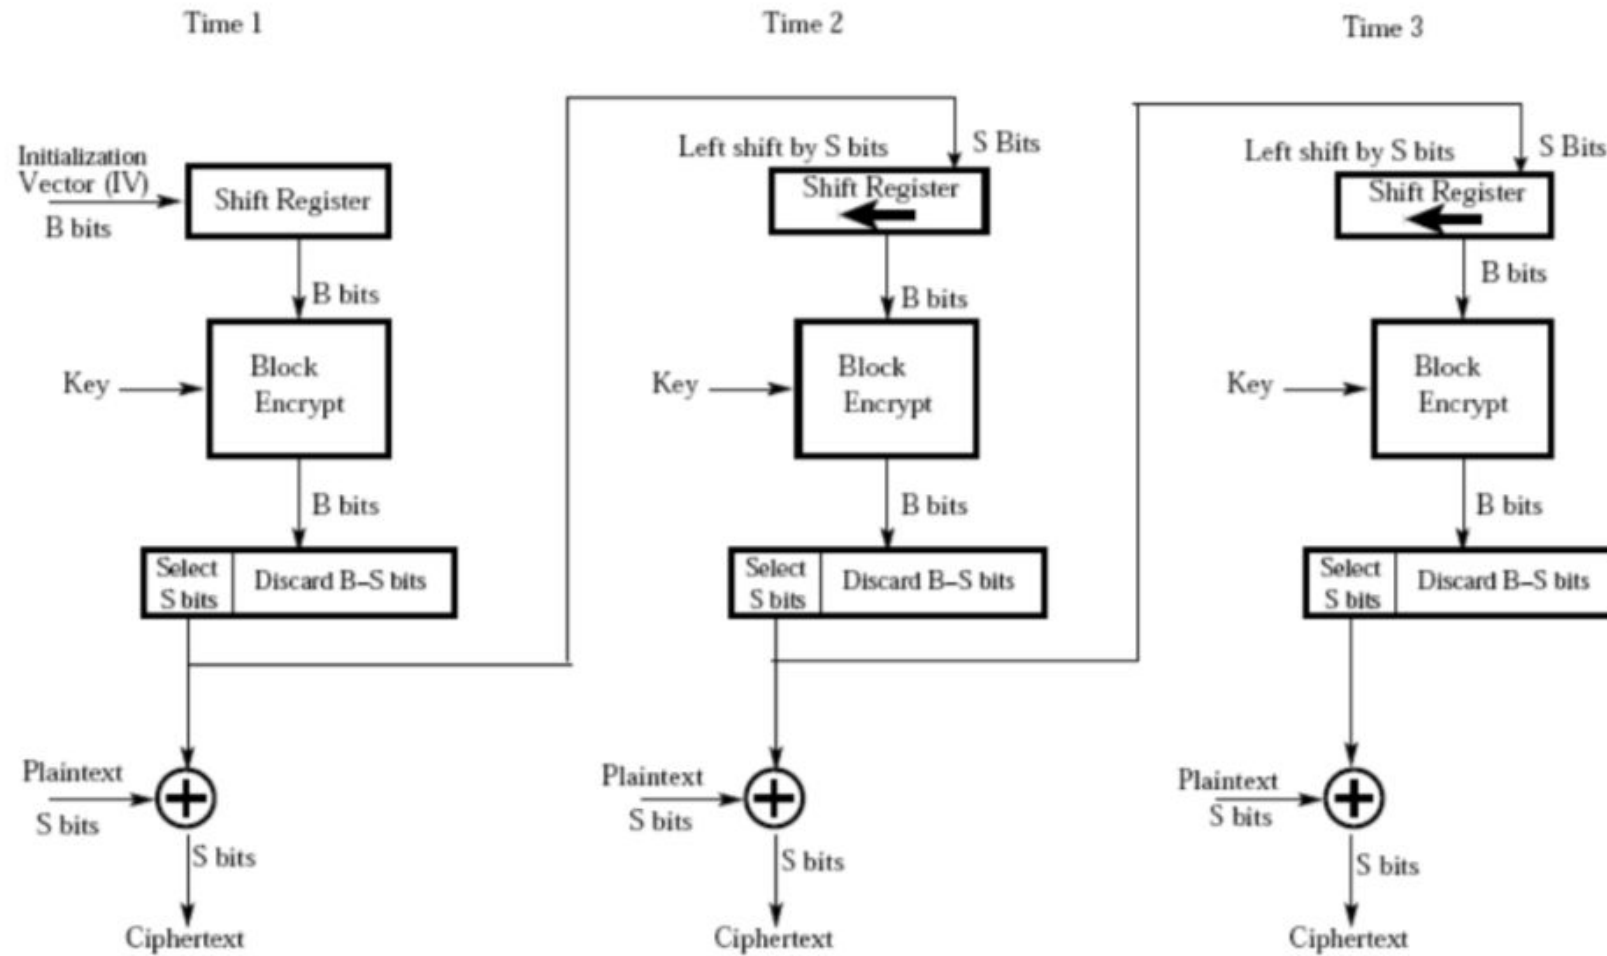 Time 1
Time 2
Time 3
Initialization
Vector (IV)
B bits
Shift Register
Left shift by S bits
S Bits
Shift Register
Left shift by S bits
S Bits
Shift Register
B bits
B bits
B bits
Key
Block
Encrypt
Key
Block
Encrypt
Key
Block
Encrypt
B bits
B bits
B bits
Select
S bits
Discard B–S bits
Select
S bits
Discard B–S bits
Select
S bits
Discard B–S bits
Plaintext
S bits
Plaintext
S bits
Plaintext
S bits
S bits
S bits
S bits
Ciphertext
Ciphertext
Ciphertext